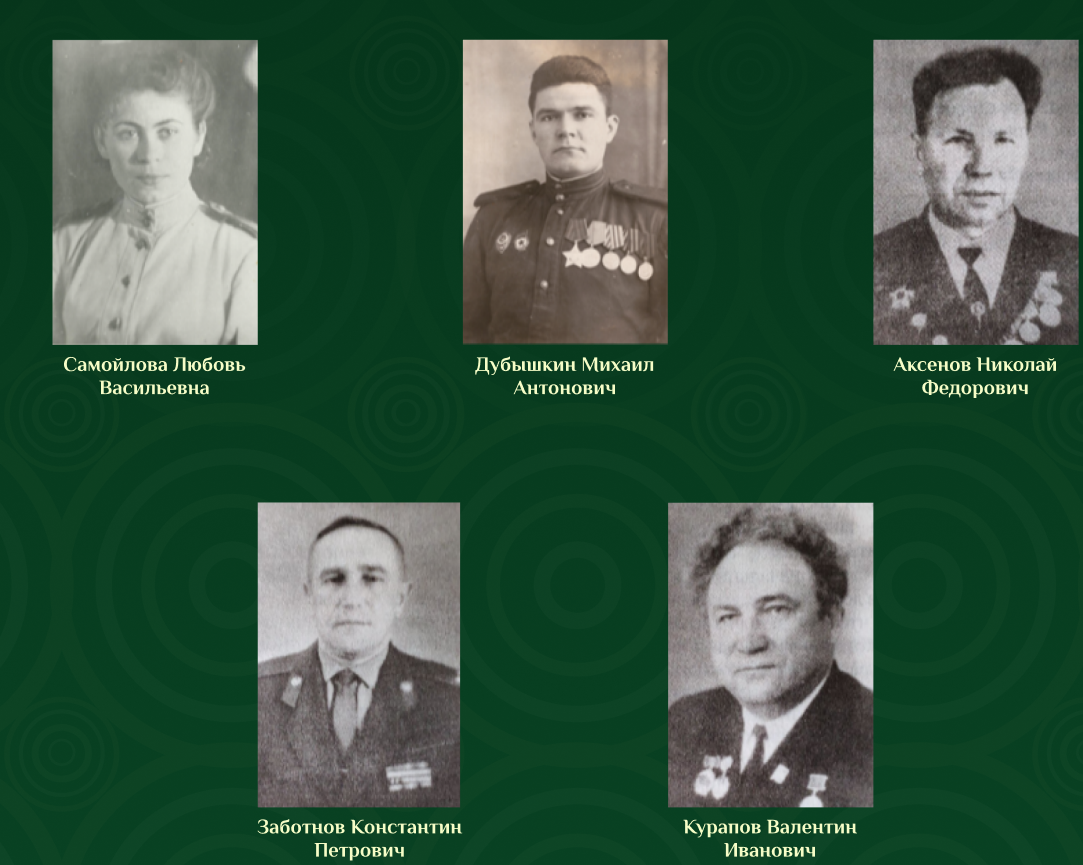 Самойлова Любовь
Васильевна
Дубышкин Михаил
Антонович
Аксенов Николай
Федорович
Заботнов Константин
Петрович
Курапов Валентин
Иванович